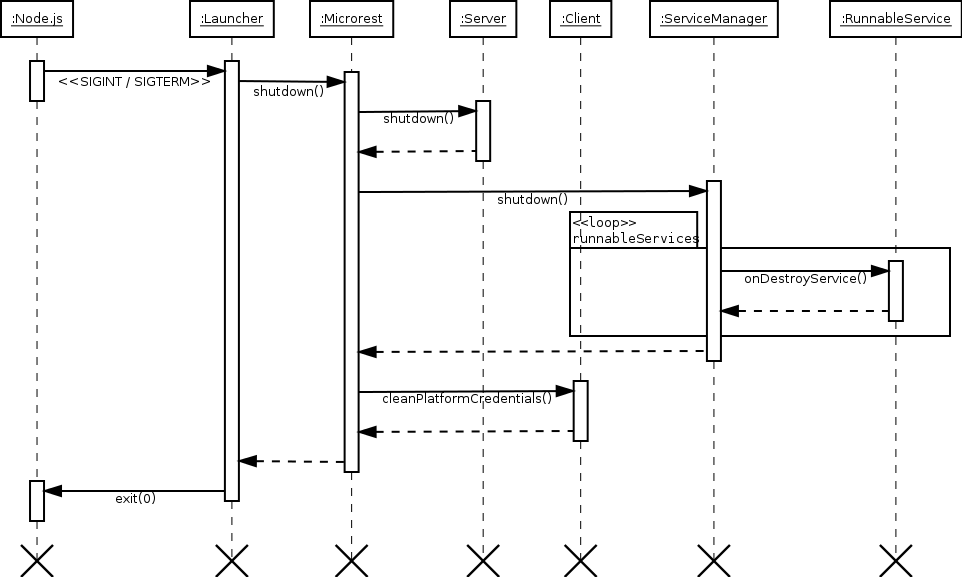 :Node.js
:Launcher
:Microrest
:Server
:Client
:ServiceManager
:RunnableService
<<SIGINT / SIGTERM>>
shutdown()
shutdown()
shutdown()
<<loop>>
runnableServices
onDestroyService()
cleanPlatformCredentials()
exit(0)